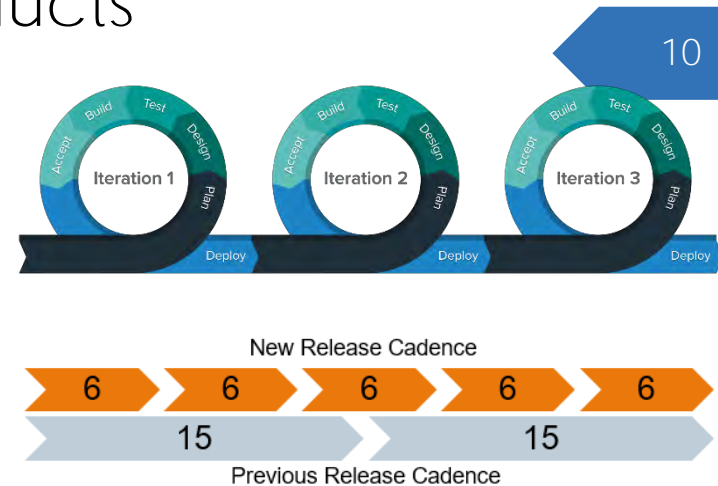 ucts
10
Accept Build Test Design Plan
Iteration 1
Deploy
Accept Build Test Design Plan
Iteration 2
Deploy
Accept Build Test Design Plan
Iteration 3
Deploy
New Release Cadence
6 6 6 6 6
15 15
Previous Release Cadence